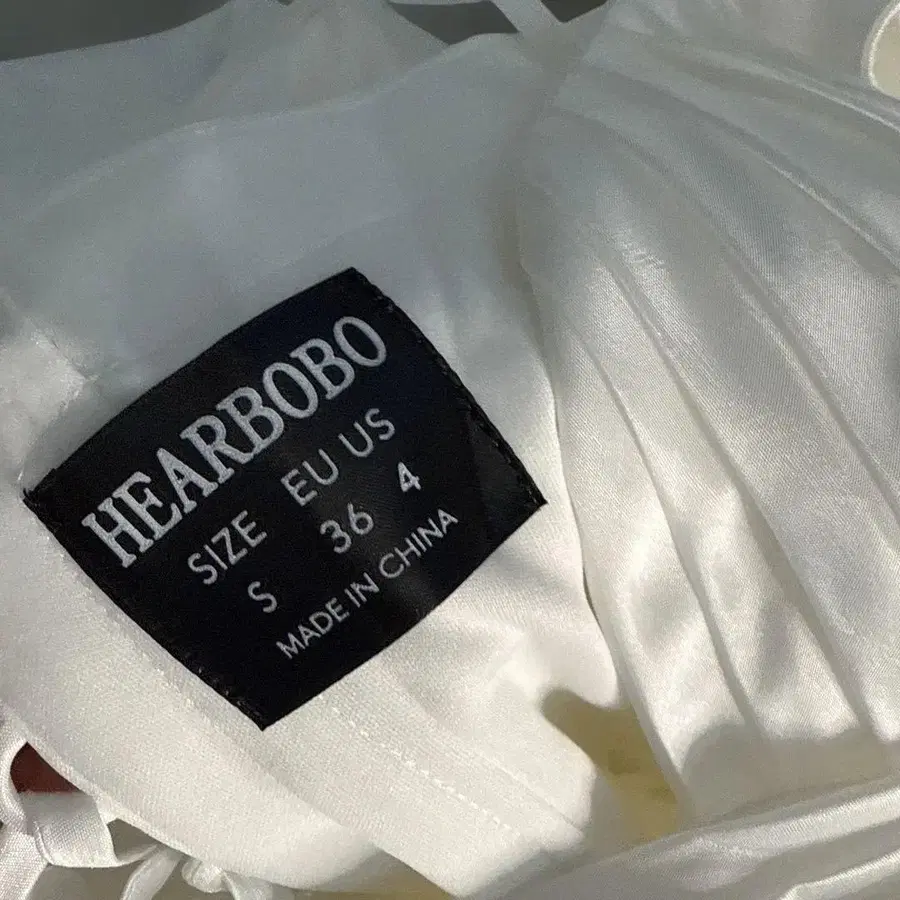 HEARBOBO
SIZE EU US
S 36 4
MADE IN CHINA